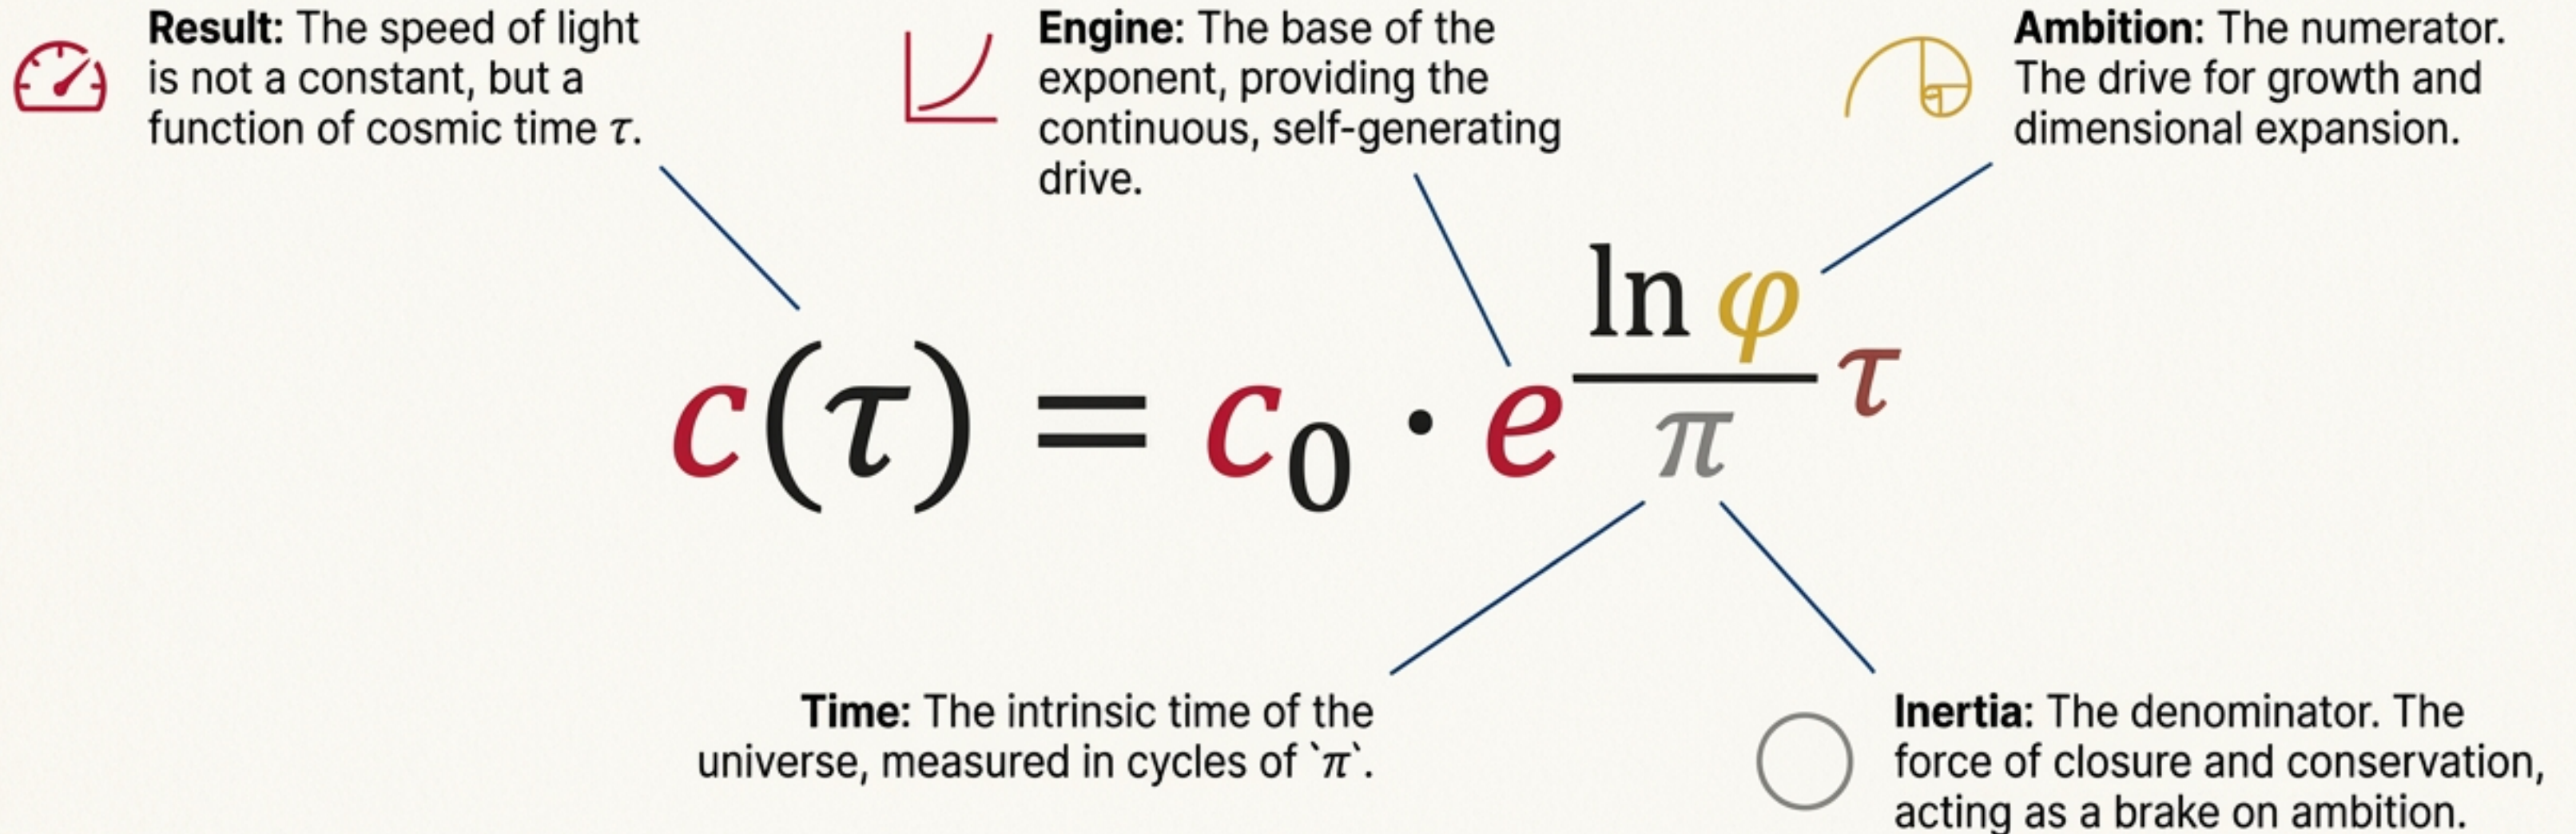 Result: The speed of light
is not a constant, but a
function of cosmic time τ.
Engine: The base of the
exponent, providing the
continuous, self-generating
drive.
Ambition: The numerator.
The drive for growth and
dimensional expansion.
c(τ) = c₀ · e^{(ln φ / π) τ}
Time: The intrinsic time of the
universe, measured in cycles of `π`.
Inertia: The denominator. The
force of closure and conservation,
acting as a brake on ambition.